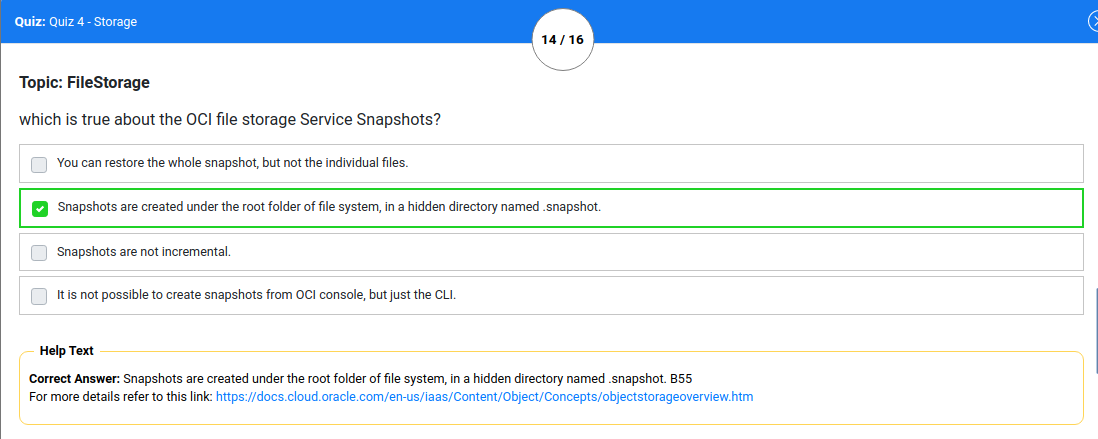 Quiz: Quiz 4 - Storage
14 / 16
Topic: FileStorage
which is true about the OCI file storage Service Snapshots?
You can restore the whole snapshot, but not the individual files.
Snapshots are created under the root folder of file system, in a hidden directory named .snapshot.
Snapshots are not incremental.
It is not possible to create snapshots from OCI console, but just the CLI.
Help Text
Correct Answer: Snapshots are created under the root folder of file system, in a hidden directory named .snapshot. B55
For more details refer to this link: https://docs.cloud.oracle.com/en-us/iaas/Content/Object/Concepts/objectstorageoverview.htm